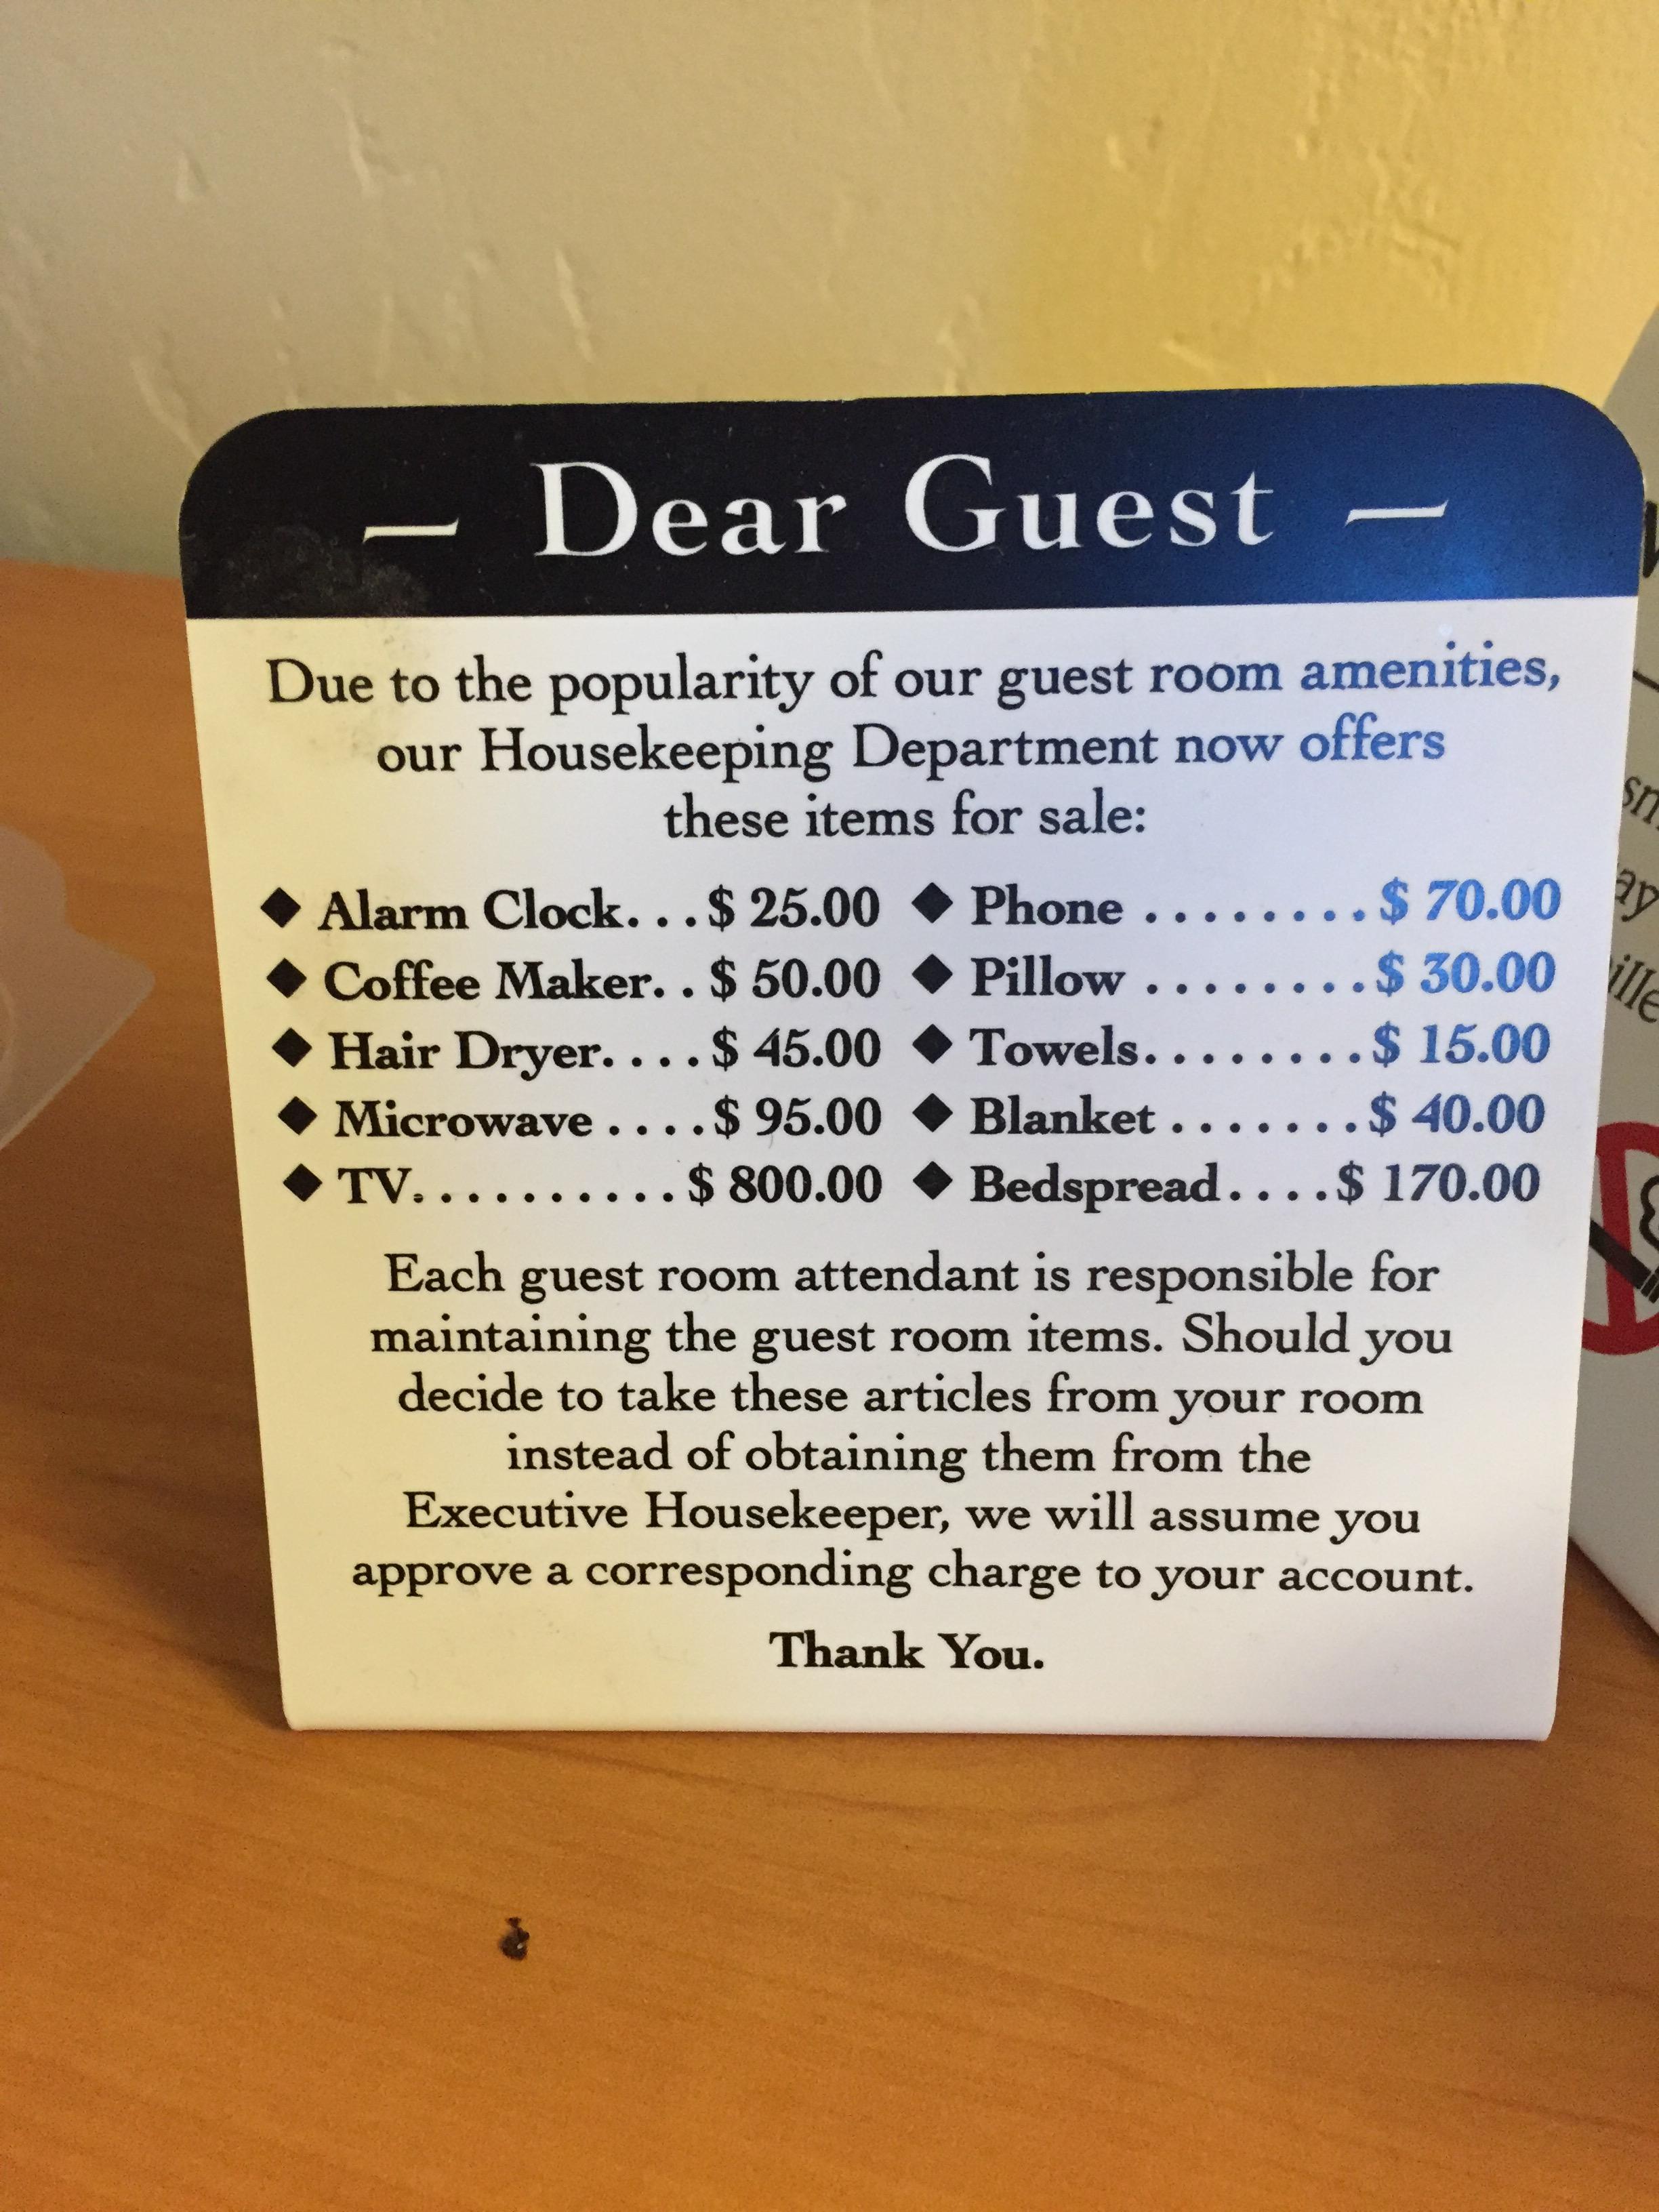 — Dear Guest —
Due to the popularity of our guest room amenities,
our Housekeeping Department now offers
these items for sale:
◆ Alarm Clock...$ 25.00 ◆ Phone ........$ 70.00
◆ Coffee Maker..$ 50.00 ◆ Pillow ........$ 30.00
◆ Hair Dryer....$ 45.00 ◆ Towels........$ 15.00
◆ Microwave ....$ 95.00 ◆ Blanket .......$ 40.00
◆ TV..........$ 800.00 ◆ Bedspread....$ 170.00
Each guest room attendant is responsible for
maintaining the guest room items. Should you
decide to take these articles from your room
instead of obtaining them from the
Executive Housekeeper, we will assume you
approve a corresponding charge to your account.
Thank You.